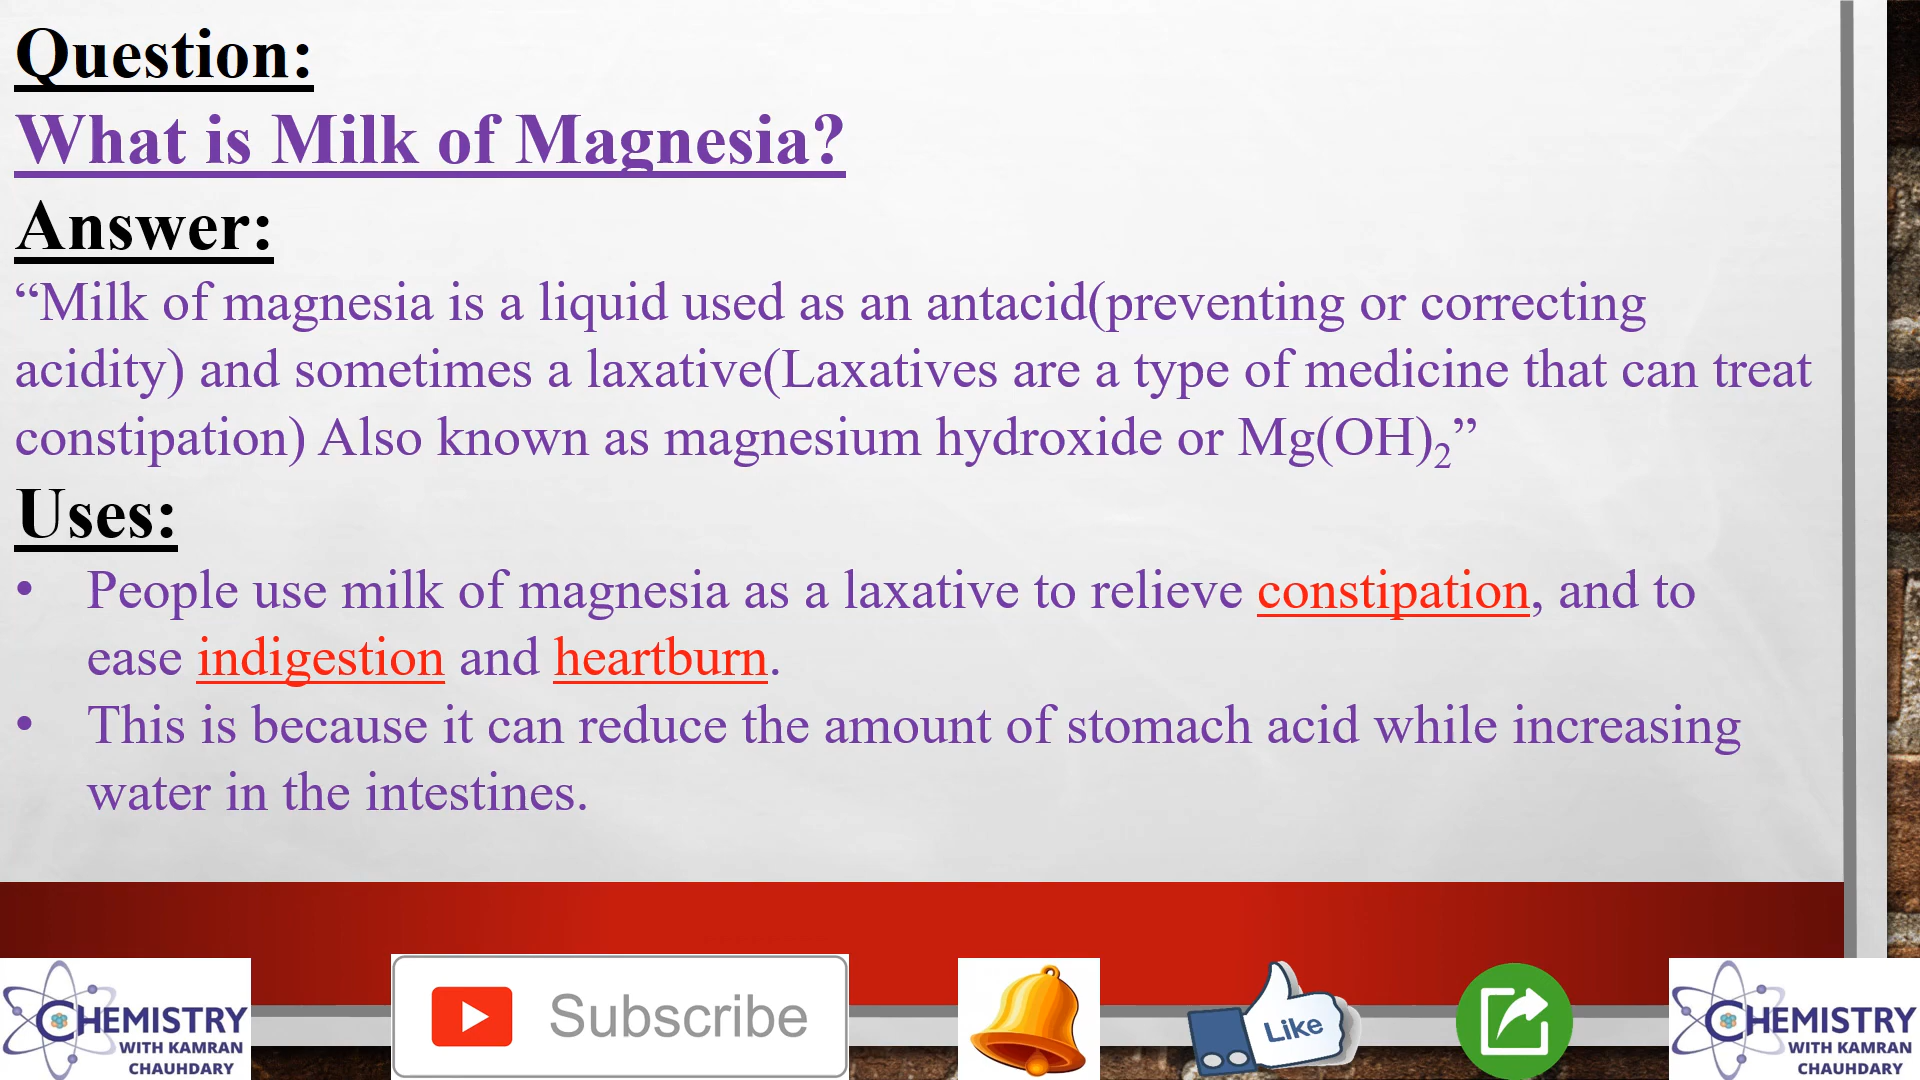 Question:
What is Milk of Magnesia?
Answer:
“Milk of magnesia is a liquid used as an antacid(preventing or correcting
acidity) and sometimes a laxative(Laxatives are a type of medicine that can treat
constipation) Also known as magnesium hydroxide or Mg(OH)₂”
Uses:
• People use milk of magnesia as a laxative to relieve constipation, and to
ease indigestion and heartburn.
• This is because it can reduce the amount of stomach acid while increasing
water in the intestines.
CHEMISTRY
WITH KAMRAN
CHAUHDARY
Subscribe
Like
CHEMISTRY
WITH KAMRAN
CHAUHDARY